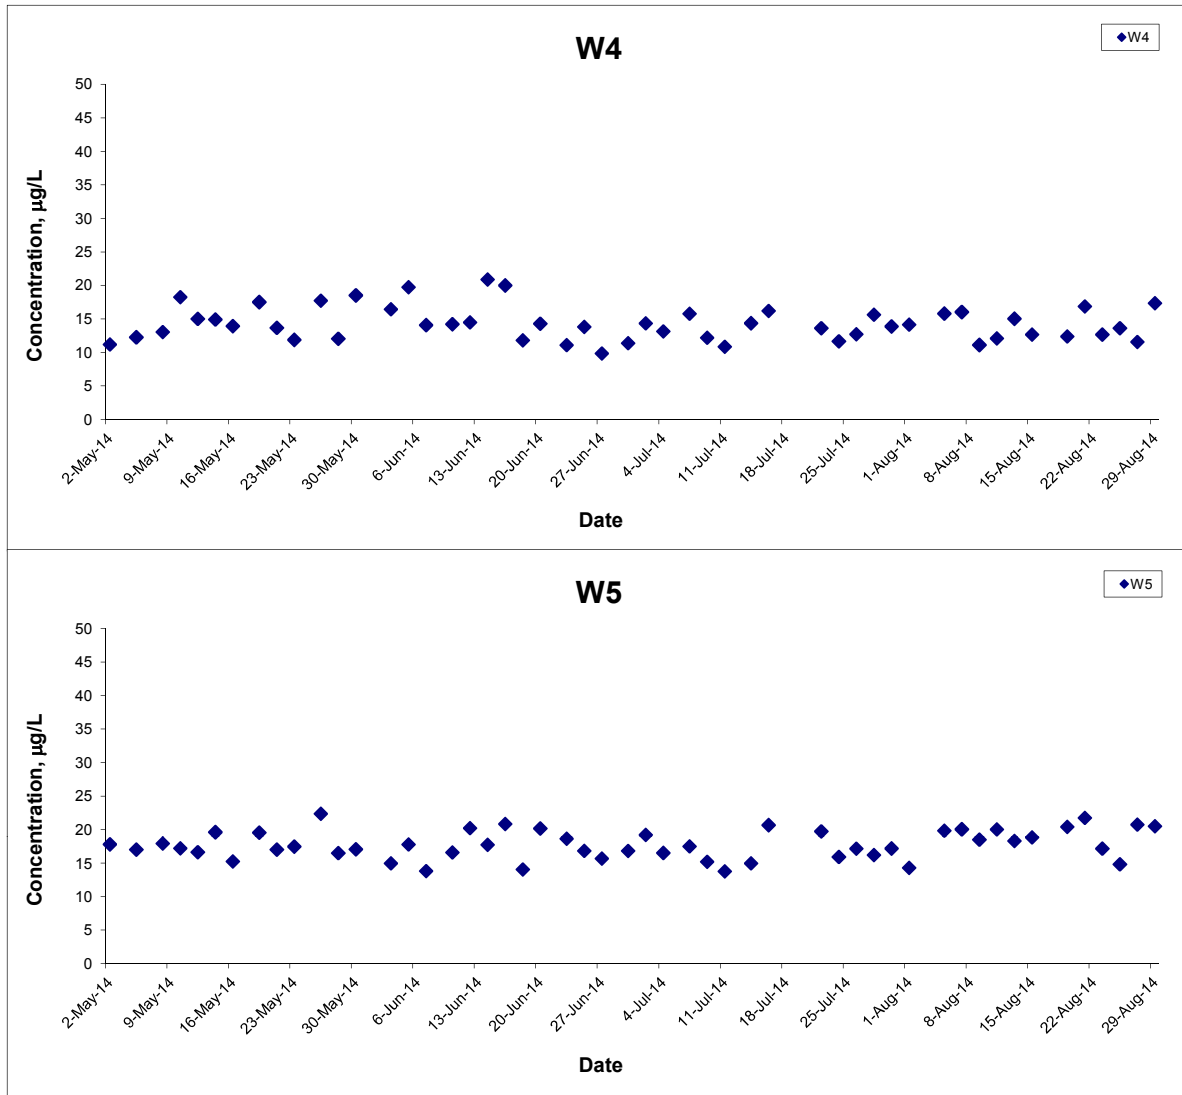 W4
W4
50
45
40
35
30
25
20
15
10
5
0
Concentration, µg/L
2-May-14
9-May-14
16-May-14
23-May-14
30-May-14
6-Jun-14
13-Jun-14
20-Jun-14
27-Jun-14
4-Jul-14
11-Jul-14
18-Jul-14
25-Jul-14
1-Aug-14
8-Aug-14
15-Aug-14
22-Aug-14
29-Aug-14
Date
W5
W5
50
45
40
35
30
25
20
15
10
5
0
Concentration, µg/L
2-May-14
9-May-14
16-May-14
23-May-14
30-May-14
6-Jun-14
13-Jun-14
20-Jun-14
27-Jun-14
4-Jul-14
11-Jul-14
18-Jul-14
25-Jul-14
1-Aug-14
8-Aug-14
15-Aug-14
22-Aug-14
29-Aug-14
Date